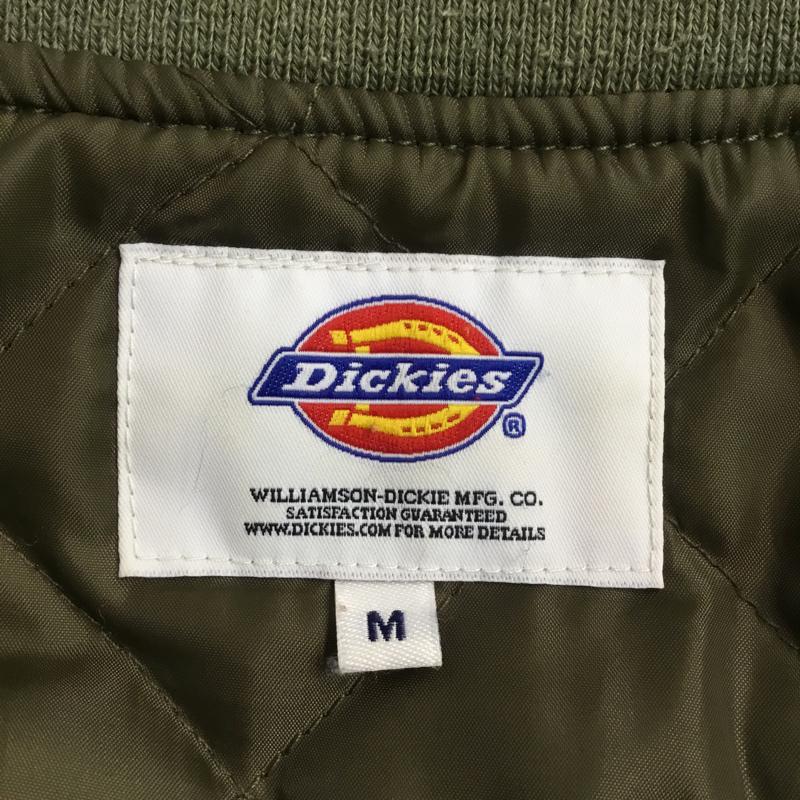 Dickies
®
WILLIAMSON-DICKIE MFG. CO.
SATISFACTION GUARANTEED
WWW.DICKIES.COM FOR MORE DETAILS
M